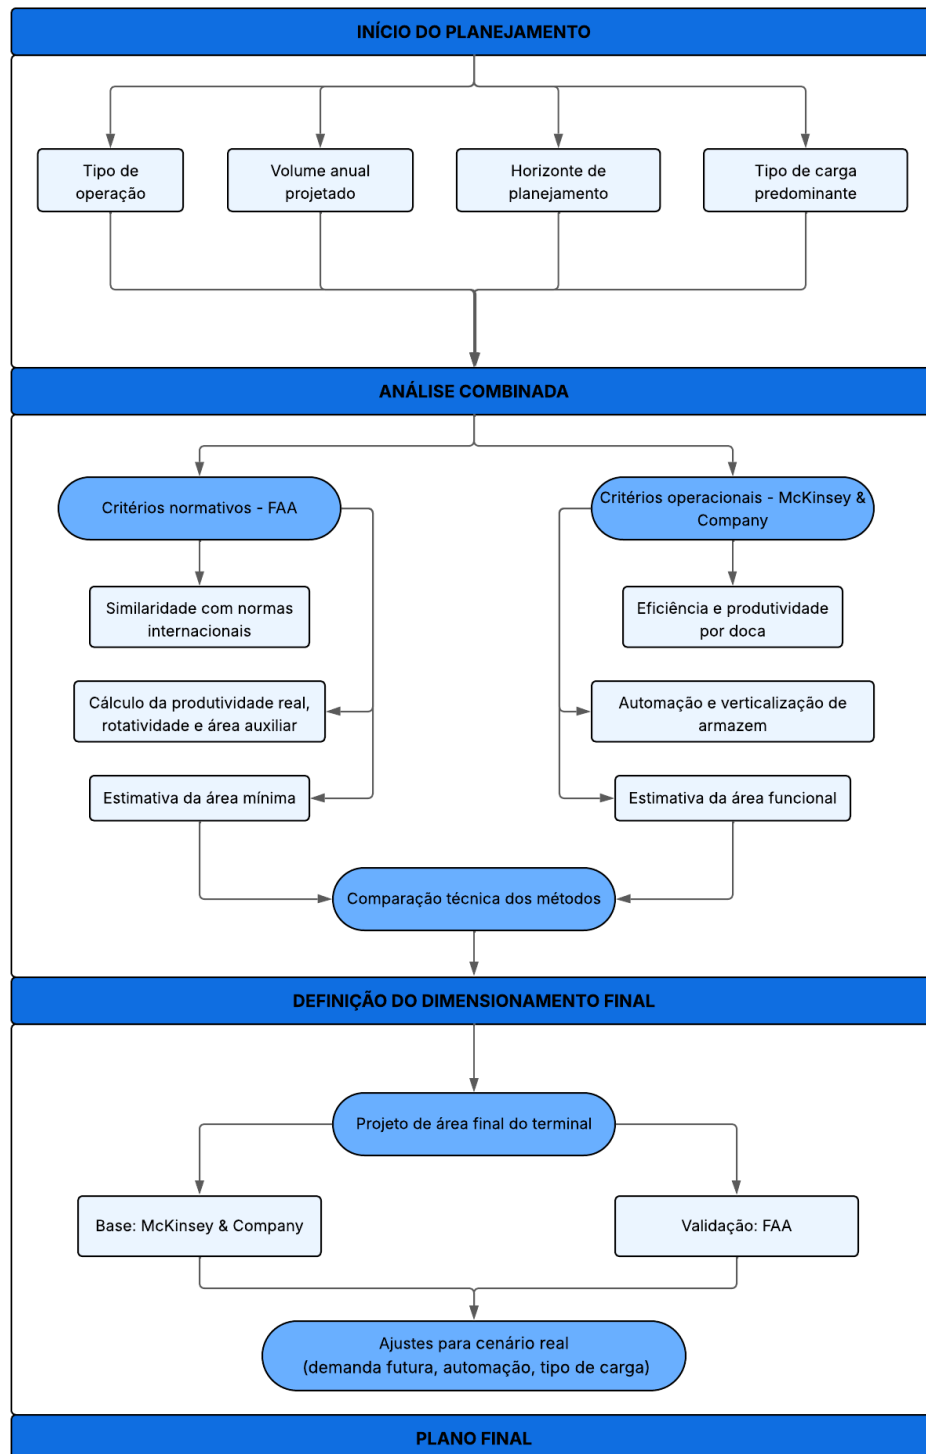 INÍCIO DO PLANEJAMENTO
Tipo de
operação
Volume anual
projetado
Horizonte de
planejamento
Tipo de carga
predominante
ANÁLISE COMBINADA
Critérios normativos - FAA
Critérios operacionais - McKinsey &
Company
Similaridade com normas
internacionais
Eficiência e produtividade
por doca
Cálculo da produtividade real,
rotatividade e área auxiliar
Automação e verticalização de
armazem
Estimativa da área mínima
Estimativa da área funcional
Comparação técnica dos métodos
DEFINIÇÃO DO DIMENSIONAMENTO FINAL
Projeto de área final do terminal
Base: McKinsey & Company
Validação: FAA
Ajustes para cenário real
(demanda futura, automação, tipo de carga)
PLANO FINAL